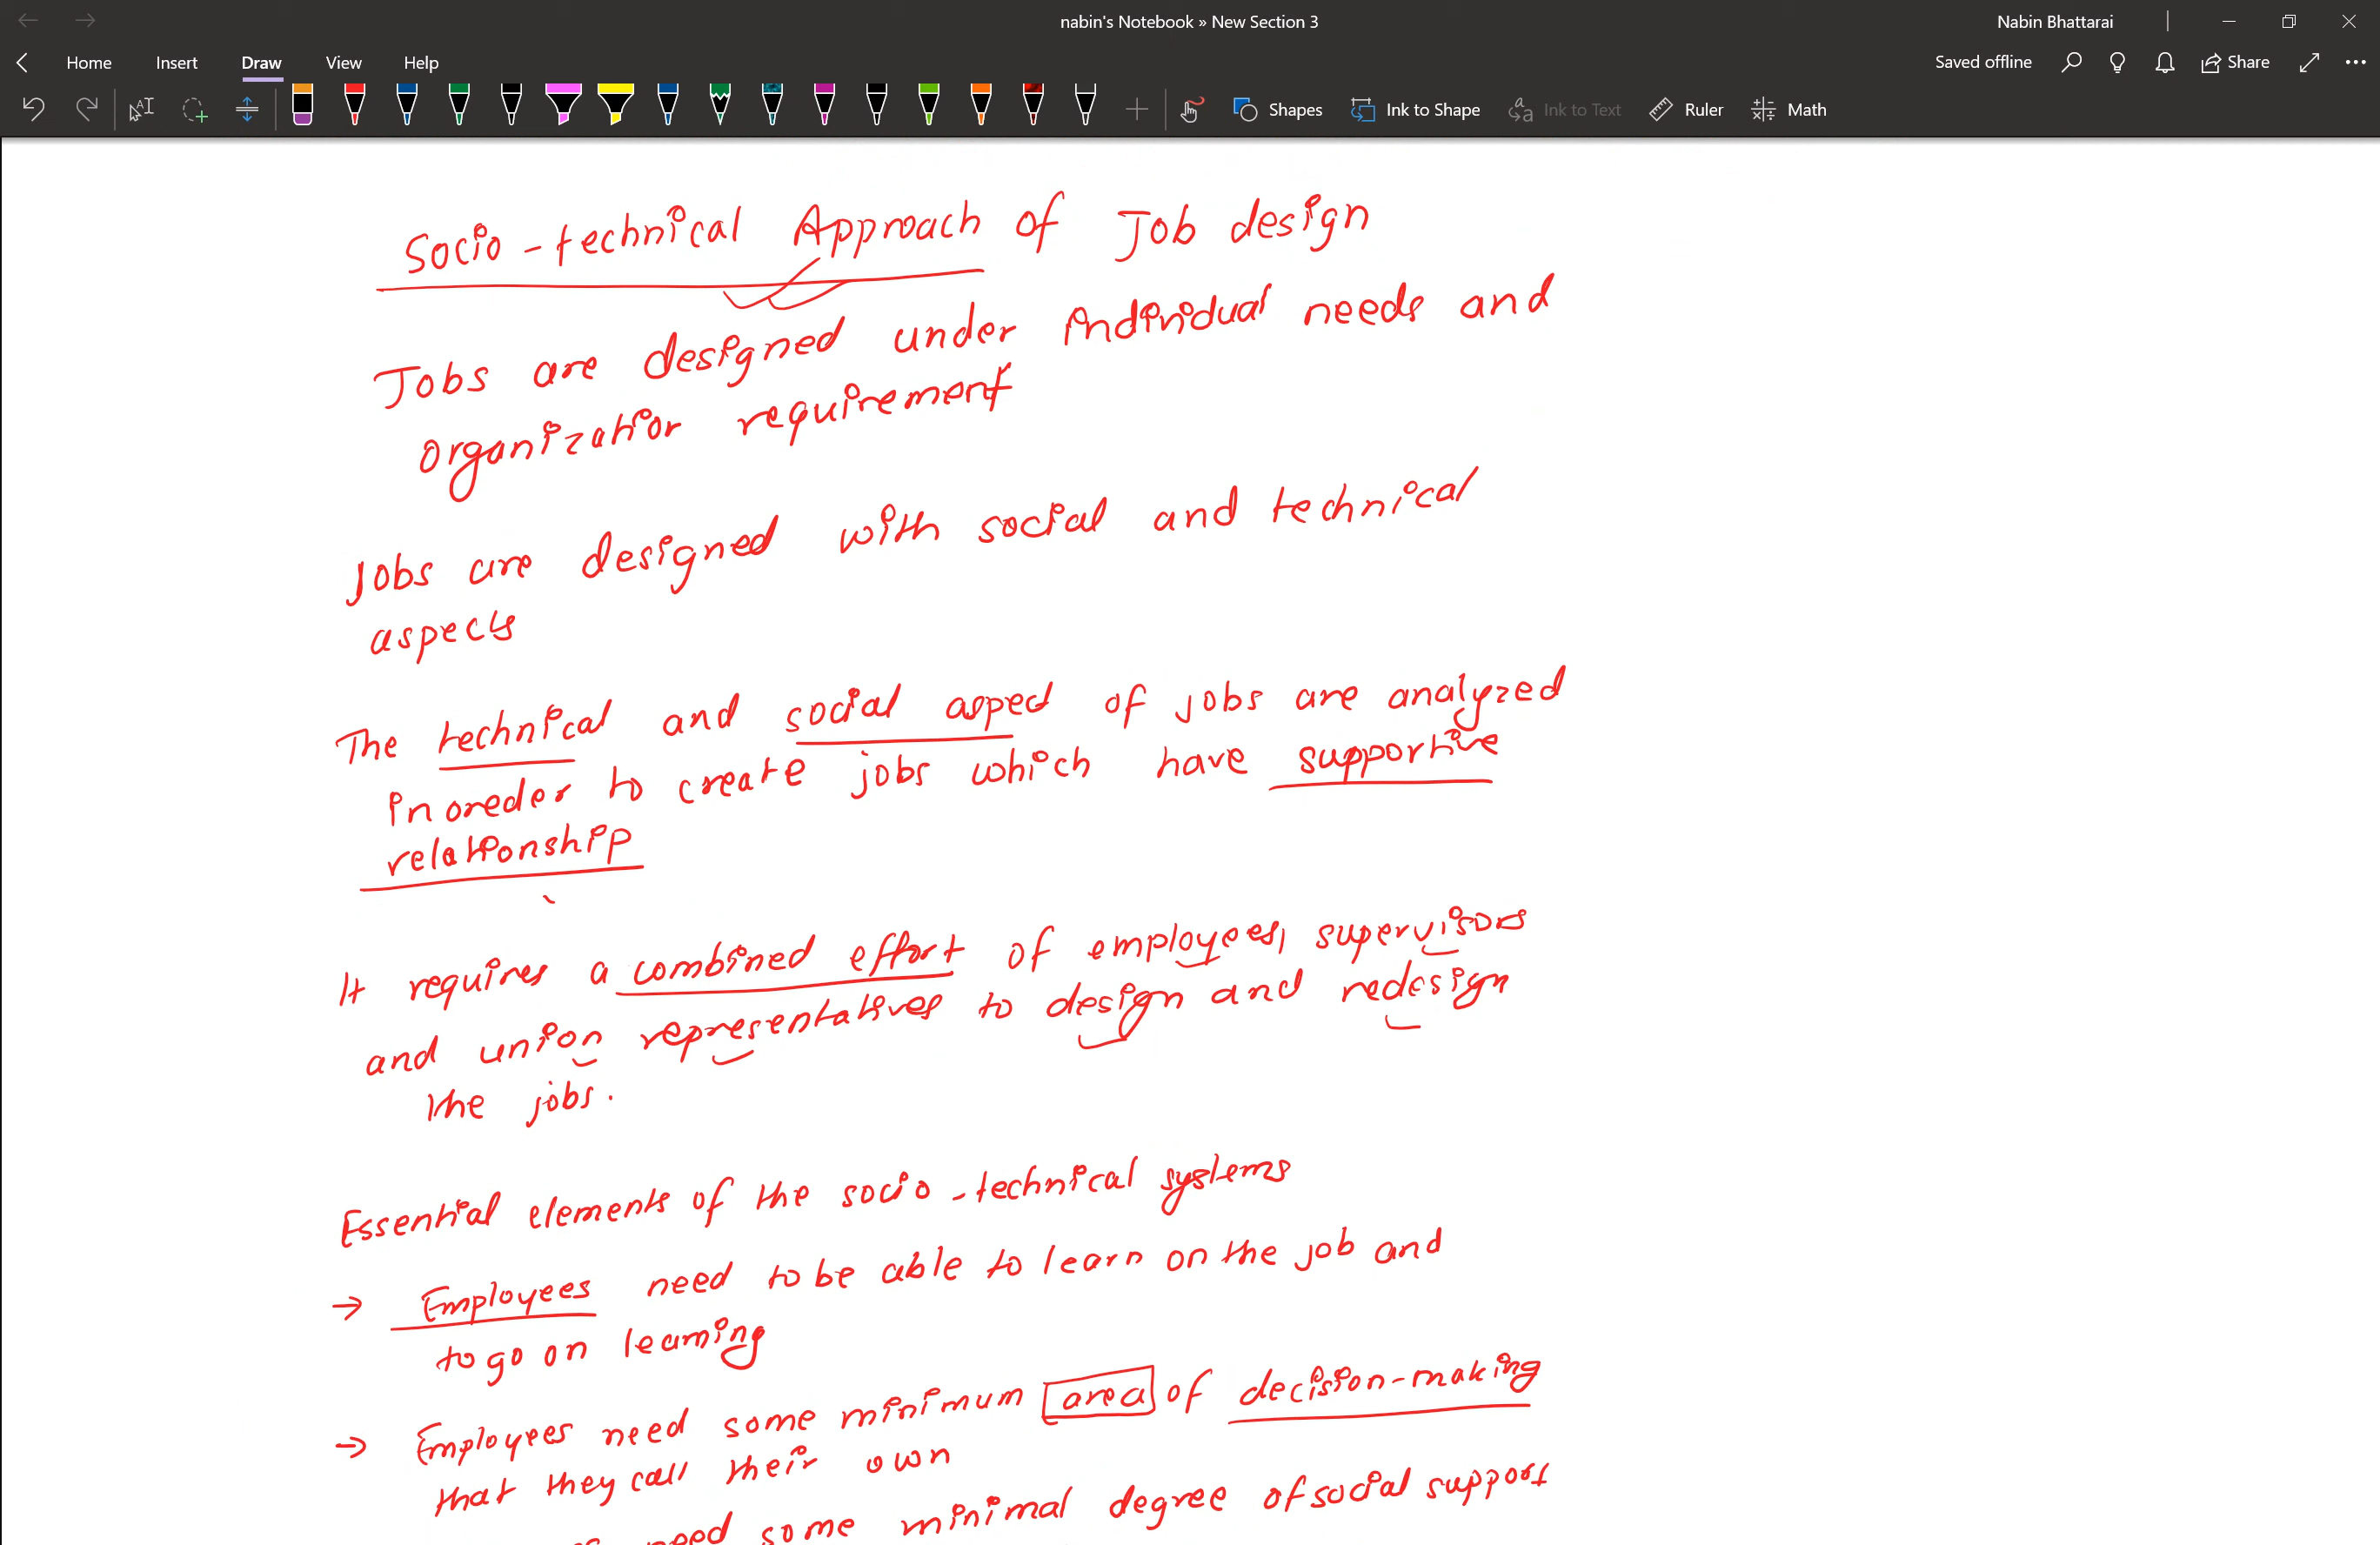 nabin's Notebook » New Section 3
Nabin Bhattarai
Home Insert Draw View Help
Saved offline
Share
Shapes Ink to Shape Ink to Text Ruler Math
Socio-technical Approach of Job design
Jobs are designed under individual needs and
organization requirement
jobs are designed with social and technical
aspects
The technical and social aspect of jobs are analyzed
in oreder to create jobs which have supportive
relationship
It requires a combined effort of employees, supervisors
and union representatives to design and redesign
the jobs.
Essential elements of the socio-technical systems
→ Employees need to be able to learn on the job and
to go on learning
→ Employees need some minimum area of decision-making
that they call their own
need some minimal degree of social support